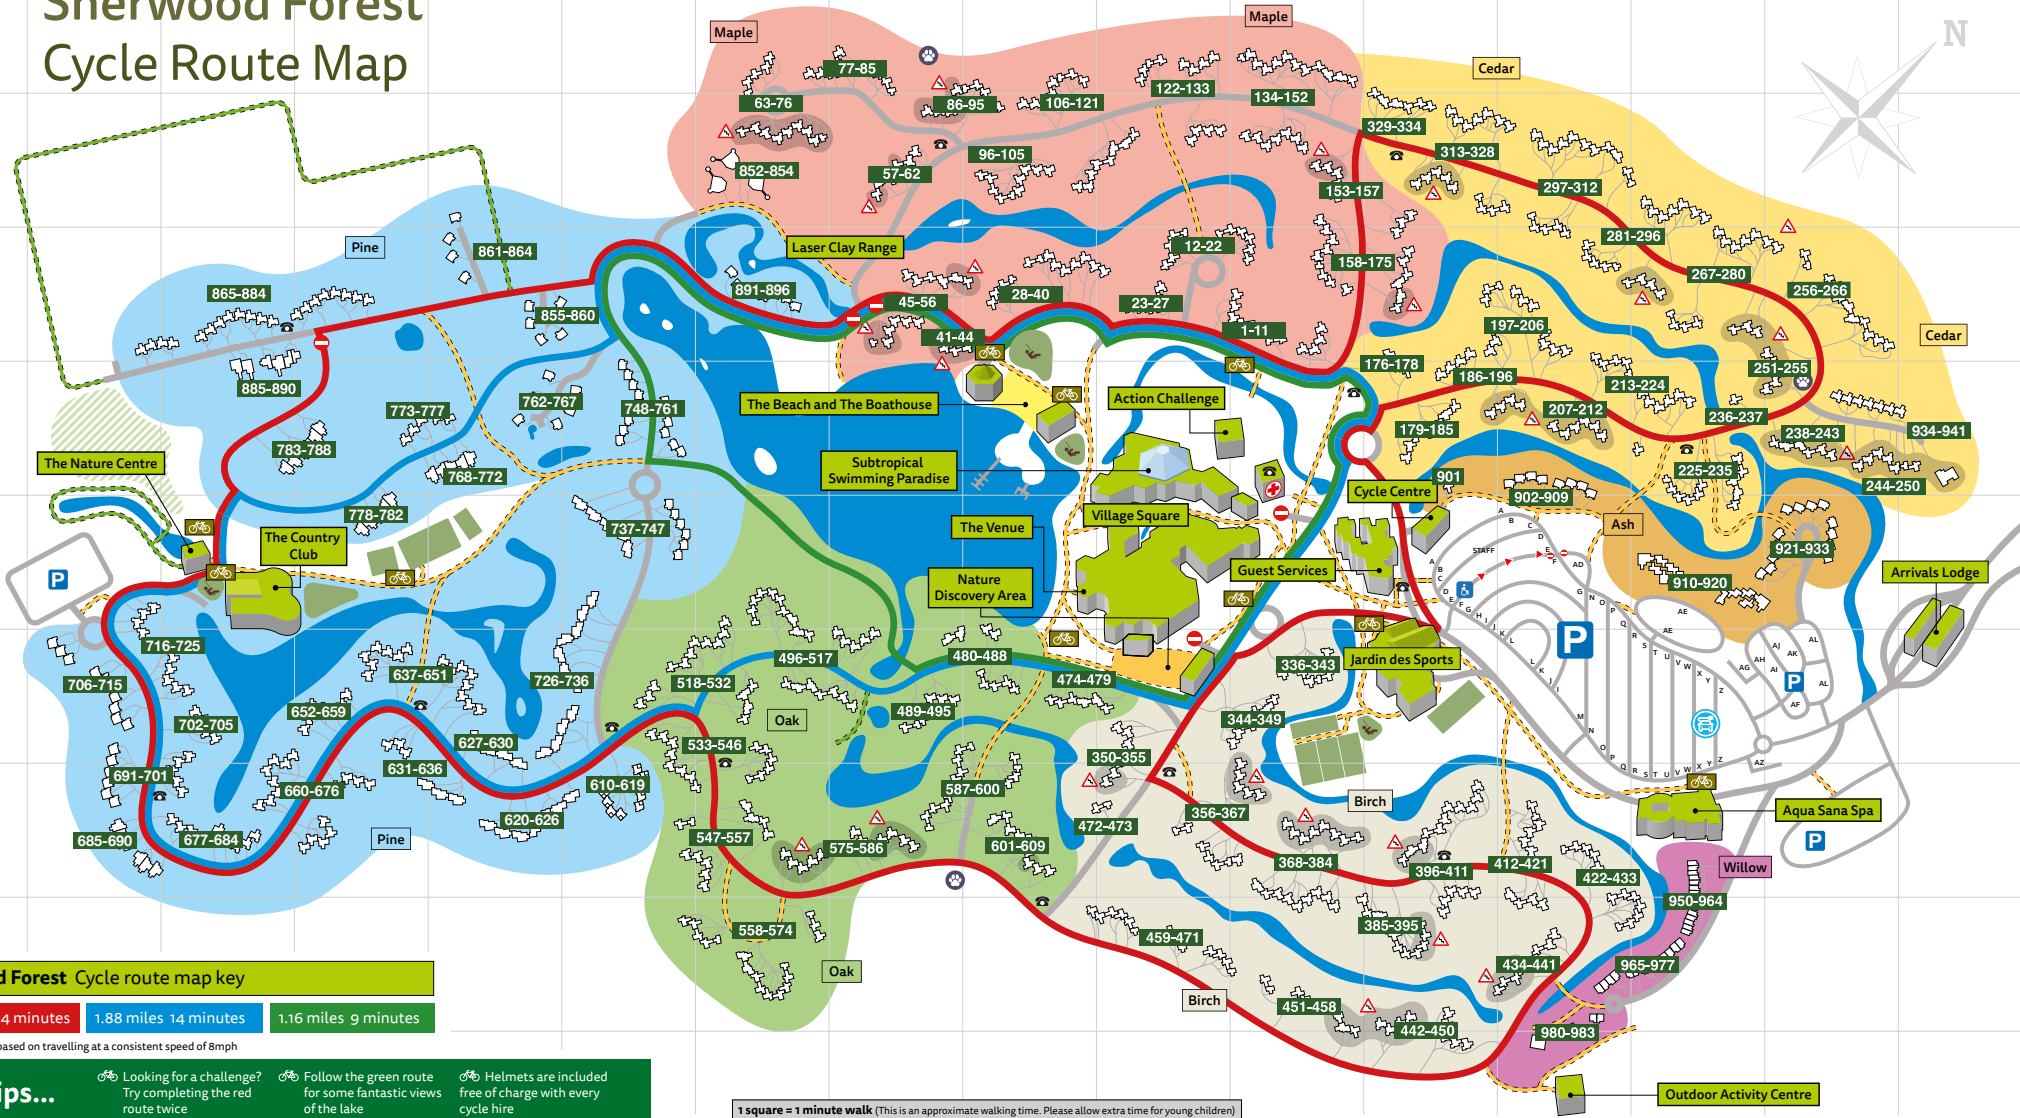 Sherwood Forest
Cycle Route Map
N
Maple
Maple
Cedar
77-85
63-76
86-95
106-121
122-133
134-152
329-334
313-328
852-854
57-62
96-105
153-157
297-312
Pine
861-864
Laser Clay Range
12-22
158-175
281-296
267-280
256-266
865-884
891-896
855-860
45-56
28-40
23-27
1-11
41-44
197-206
Cedar
885-890
176-178
186-196
251-255
213-224
762-767
773-777
748-761
The Beach and The Boathouse
Action Challenge
207-212
236-237
179-185
238-243
934-941
783-788
The Nature Centre
768-772
Subtropical
Swimming Paradise
225-235
244-250
901
Cycle Centre
902-909
778-782
737-747
The Venue
Village Square
Ash
STAFF
The Country
Club
921-933
P
Nature
Discovery Area
Guest Services
910-920
Arrivals Lodge
A
B
C
D
E
F
A
B
C
D
E
F
G
H
I
J
K
L
AD
G
N
O
P
Q
R
S
T
U
V
W
X
Y
Z
AE
AE
AJ
AL
AK
AH
AG
AI
AL
AF
P
P
L
K
J
I
M
N
O
P
Q
R
S
T
U
V
W
X
Y
Z
AZ
716-725
706-715
637-651
726-736
496-517
480-488
518-532
474-479
336-343
Jardin des Sports
702-705
652-659
489-495
Oak
344-349
533-546
627-630
350-355
691-701
631-636
660-676
610-619
587-600
Birch
356-367
Aqua Sana Spa
P
685-690
677-684
Pine
620-626
547-557
575-586
601-609
472-473
368-384
396-411
412-421
422-433
Willow
950-964
558-574
459-471
385-395
Oak
434-441
965-977
Birch
451-458
442-450
980-983
Outdoor Activity Centre
d Forest Cycle route map key
4 minutes
1.88 miles 14 minutes
1.16 miles 9 minutes
based on travelling at a consistent speed of 8mph
ips...
Looking for a challenge?
Try completing the red
route twice
Follow the green route
for some fantastic views
of the lake
Helmets are included
free of charge with every
cycle hire
1 square = 1 minute walk (This is an approximate walking time. Please allow extra time for young children)